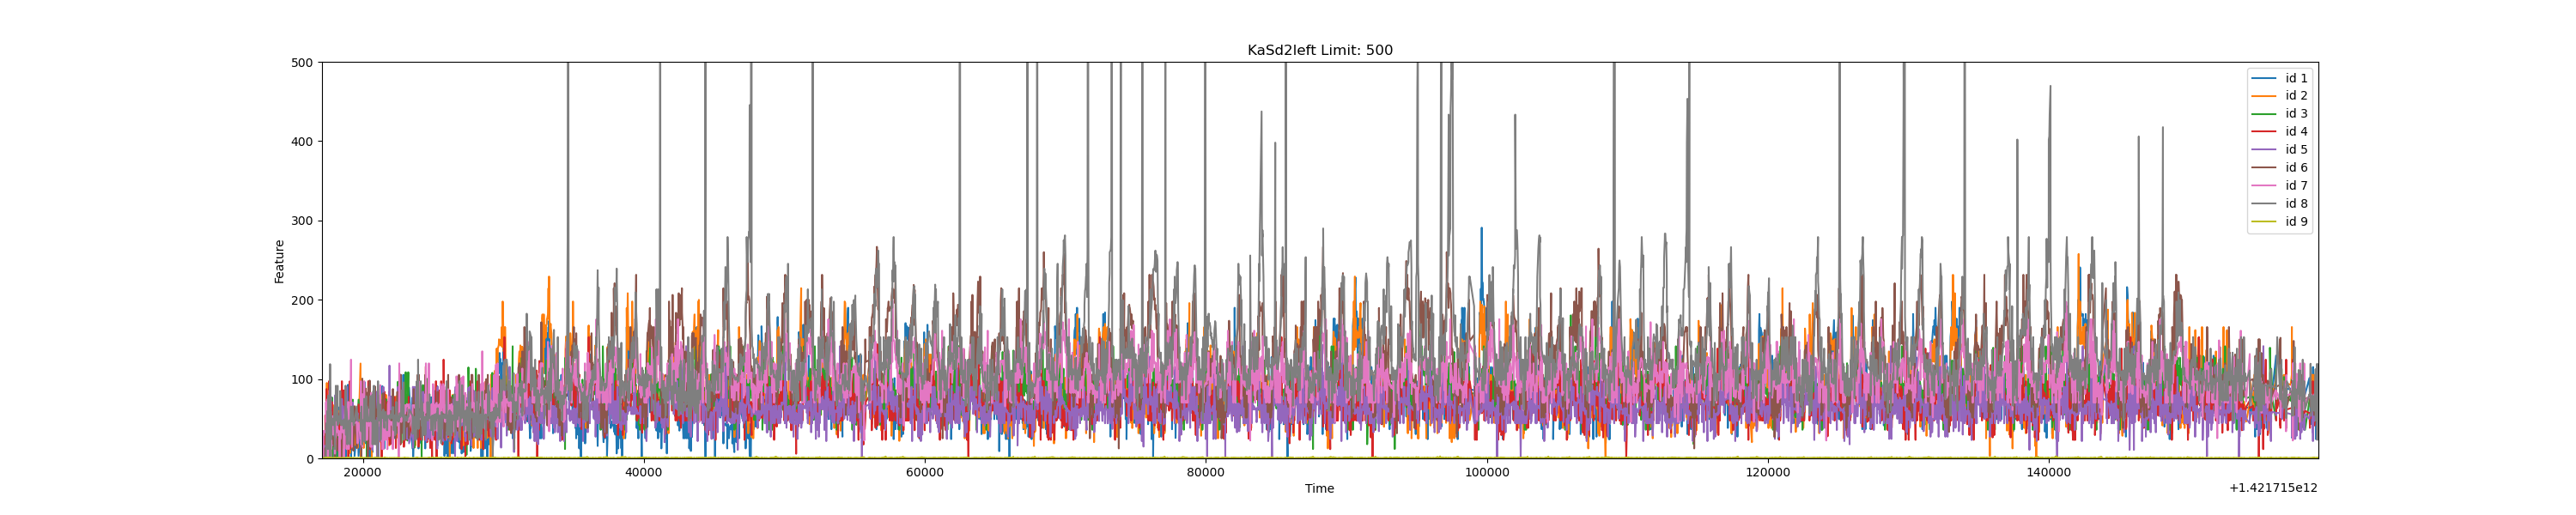 KaSd2left Limit: 500
500
400
300
200
100
0
Feature
id 1
id 2
id 3
id 4
id 5
id 6
id 7
id 8
id 9
20000 40000 60000 80000 100000 120000 140000
Time
+1.421715e12